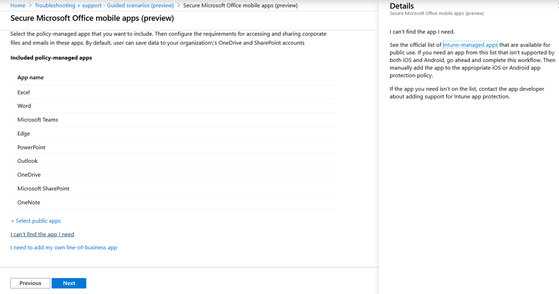 Home > Troubleshooting + support - Guided scenarios (preview) > Secure Microsoft Office mobile apps (preview)
Secure Microsoft Office mobile apps (preview)
Select the policy-managed apps that you want to include. Then configure the requirements for accessing and sharing corporate
files and emails in these apps. By default, user can save data to your organization\'s OneDrive and SharePoint accounts
Included policy-managed apps
App name
Excel
Word
Microsoft Teams
Edge
PowerPoint
Outlook
OneDrive
Microsoft SharePoint
OneNote
+ Select public apps
I can't find the app I need
I need to add my own line-of-business app
Previous
Next
Details
Secure Microsoft Office mobile apps (preview)
I can't find the app I need.
See the official list of Intune-managed apps that are available for
public use. If you need an app from this list that isn't supported by
both iOS and Android, go ahead and complete this workflow. Then
manually add the app to the appropriate iOS or Android app
protection policy.
If the app you need isn't on the list, contact the app developer
about adding support for Intune app protection.